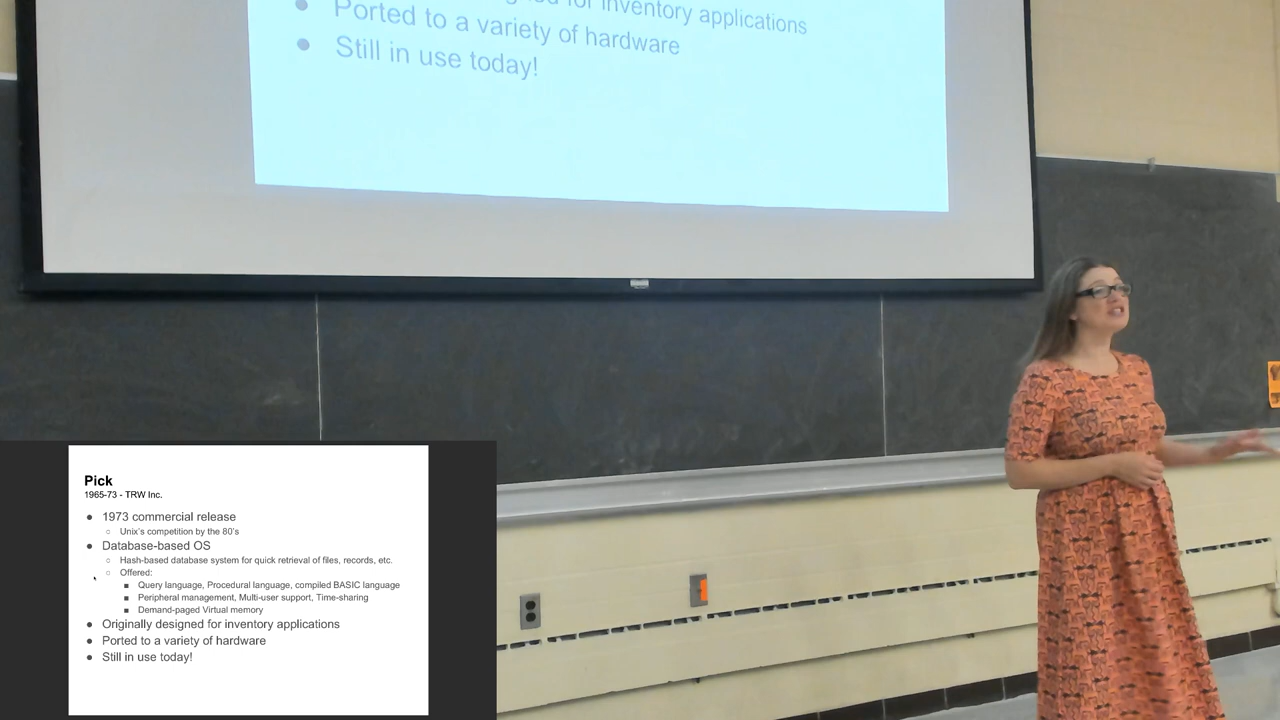 for inventory applications
Ported to a variety of hardware
Still in use today!
Pick
1965-73 - TRW Inc.
1973 commercial release
Unix's competition by the 80's
Database-based OS
Hash-based database system for quick retrieval of files, records, etc.
Offered:
Query language, Procedural language, compiled BASIC language
Peripheral management, Multi-user support, Time-sharing
Demand-paged Virtual memory
Originally designed for inventory applications
Ported to a variety of hardware
Still in use today!